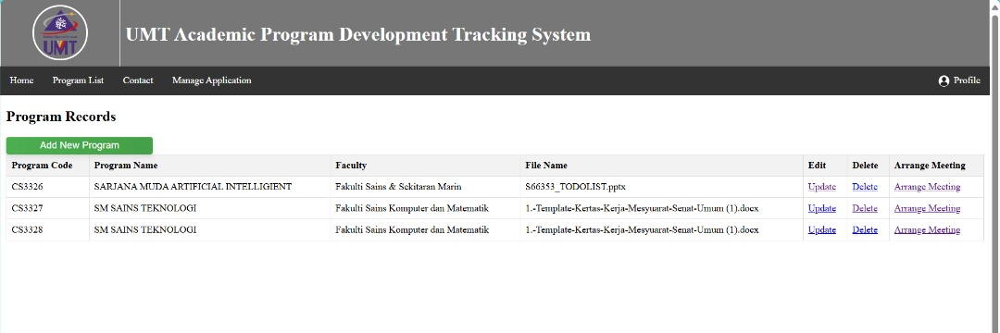 UMT
UMT Academic Program Development Tracking System
Home Program List Contact Manage Application Profile
Program Records
Add New Program
Program Code Program Name Faculty File Name Edit Delete Arrange Meeting
CS3326 SARJANA MUDA ARTIFICIAL INTELLIGIENT Fakulti Sains & Sekitaran Marin S66353_TODOLIST.pptx Update Delete Arrange Meeting
CS3327 SM SAINS TEKNOLOGI Fakulti Sains Komputer dan Matematik 1.-Template-Kertas-Kerja-Mesyuarat-Senat-Umum (1).docx Update Delete Arrange Meeting
CS3328 SM SAINS TEKNOLOGI Fakulti Sains Komputer dan Matematik 1.-Template-Kertas-Kerja-Mesyuarat-Senat-Umum (1).docx Update Delete Arrange Meeting